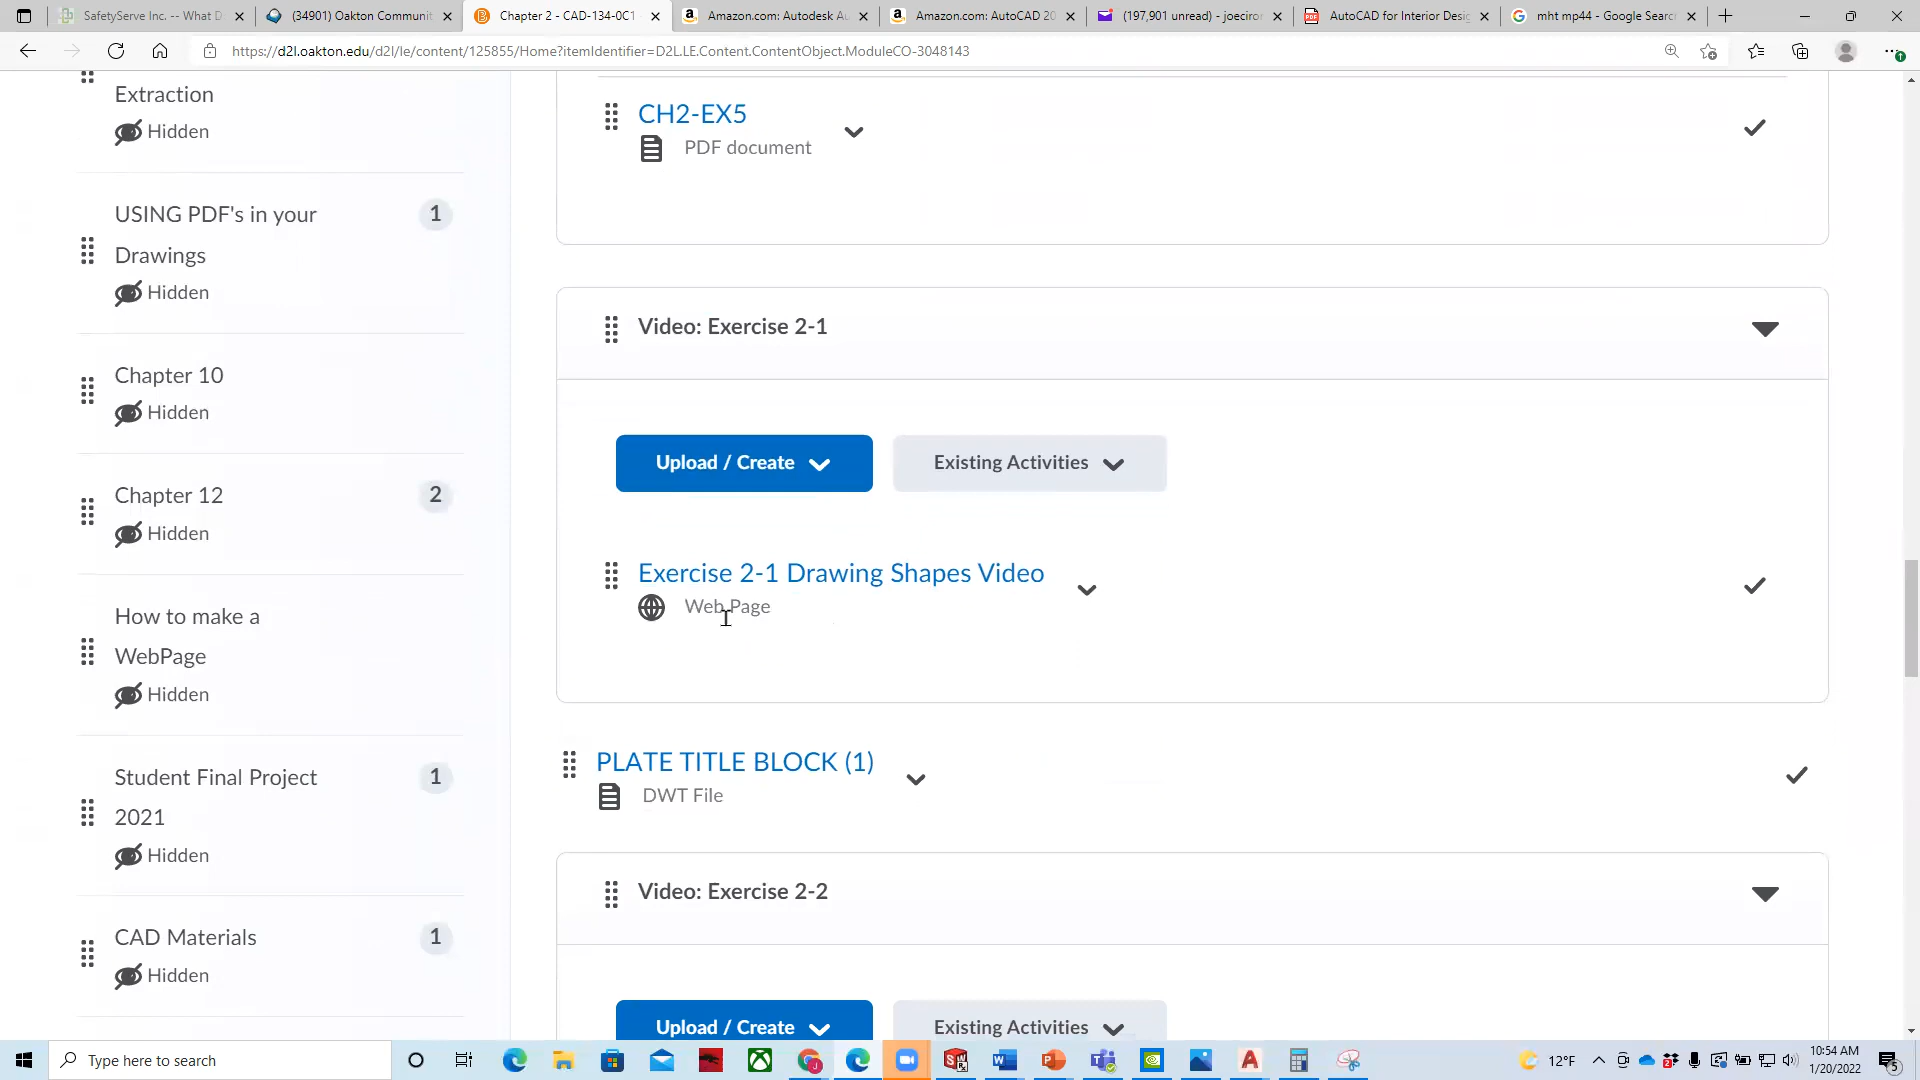 SafetyServe Inc. -- What D
(34901) Oakton Communit
Chapter 2 - CAD-134-0C1
Amazon.com: Autodesk Au
Amazon.com: AutoCAD 20
(197,901 unread) - joeciror
AutoCAD for Interior Desig
mht mp44 - Google Search
https://d2l.oakton.edu/d2l/le/content/125855/Home?itemIdentifier=D2L.LE.Content.ContentObject.ModuleCO-3048143
Extraction
Hidden
USING PDF's in your
Drawings
1
Hidden
Chapter 10
Hidden
Chapter 12
2
Hidden
How to make a
WebPage
Hidden
Student Final Project
2021
1
Hidden
CAD Materials
1
Hidden
CH2-EX5
PDF document
Video: Exercise 2-1
Upload / Create
Existing Activities
Exercise 2-1 Drawing Shapes Video
Web Page
PLATE TITLE BLOCK (1)
DWT File
Video: Exercise 2-2
Upload / Create
Existing Activities
Type here to search
12°F
10:54 AM
1/20/2022
5